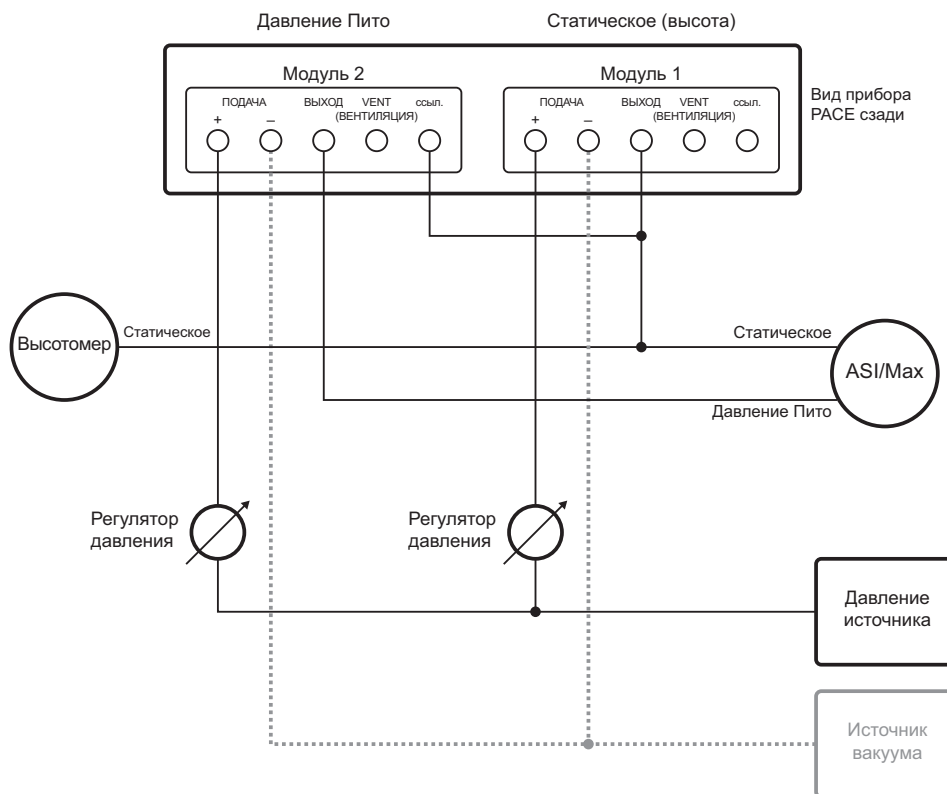 Давление Пито
Статическое (высота)
Модуль 2
Модуль 1
Вид прибора
PACE сзади
ПОДАЧА
ВЫХОД
VENT
(ВЕНТИЛЯЦИЯ)
ссыл.
+
–
ПОДАЧА
ВЫХОД
VENT
(ВЕНТИЛЯЦИЯ)
ссыл.
+
–
Высотомер
Статическое
Статическое
ASI/Max
Давление Пито
Регулятор
давления
Регулятор
давления
Давление
источника
Источник
вакуума